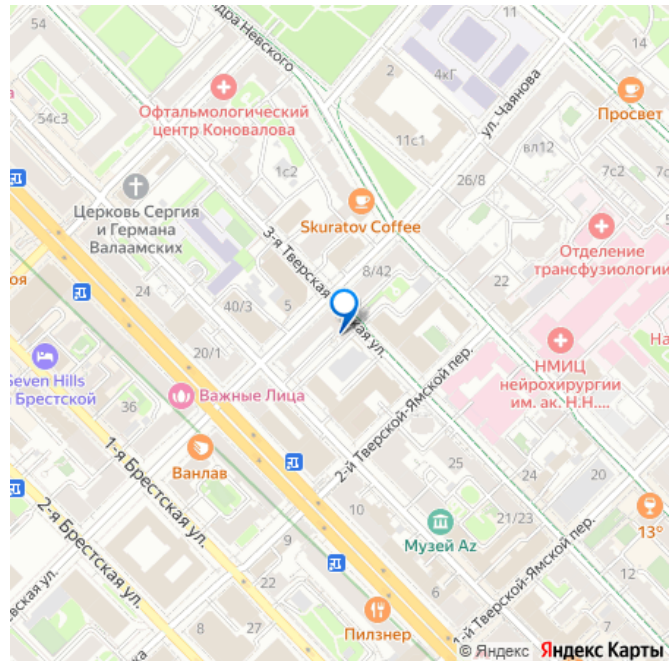 54
11
14
2
4кГ
ндра Невского
ул. Чаянова
Просвет
Офтальмологический
центр Коновалова
54с3
11с1
вл12
7с2
1с2
26/8
Церковь Сергия
и Германа
Валаамских
Skuratov Coffee
Отделение
трансфузиологии
3-я Тверская
ская ул.
8/42
22
24
40/3
5
НМИЦ
нейрохирургии
им. ак. Н.Н....
На
20/1
Seven Hills
Брестской
Важные Лица
36
Ванлав
2-й Тверской-Ямской пер.
1-я Брестская ул.
2-я Брестская ул.
25
24
20
10
21/23
Музей Az
13°
9
22
12
1-й Тверской-Ямской пер.
6
8
27
Пилзнер
© Яндекс Яндекс Карты